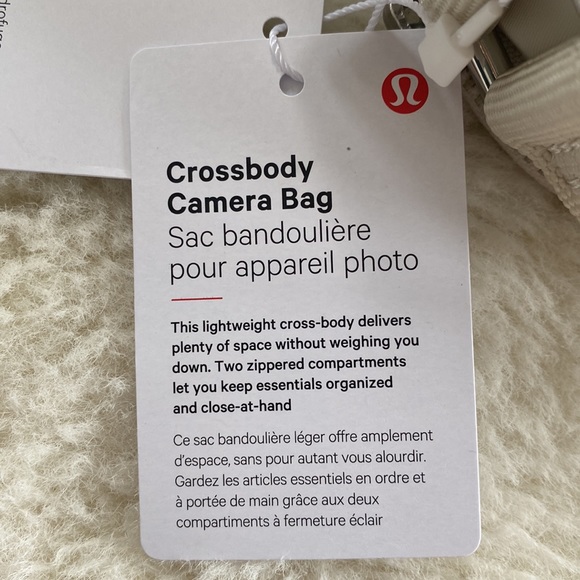 Crossbody
Camera Bag
Sac bandoulière
pour appareil photo
This lightweight cross-body delivers
plenty of space without weighing you
down. Two zippered compartments
let you keep essentials organized
and close-at-hand
Ce sac bandoulière léger offre amplement
d'espace, sans pour autant vous alourdir.
Gardez les articles essentiels en ordre et
à portée de main grâce aux deux
compartiments à fermeture éclair